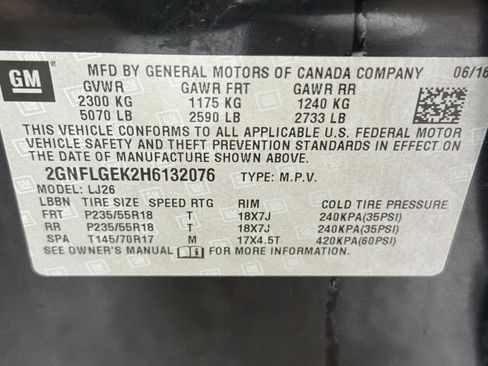 GM
MFD BY GENERAL MOTORS OF CANADA COMPANY 06/16
GVWR GAWR FRT GAWR RR
2300 KG 1175 KG 1240 KG
5070 LB 2590 LB 2733 LB
THIS VEHICLE CONFORMS TO ALL APPLICABLE U.S. FEDERAL MOTOR
VEHICLE SAFETY AND THEFT PREVENTION STANDARDS IN EFFECT ON
THE DATE OF MANUFACTURE SHOWN ABOVE.
2GNFLGEK2H6132076 TYPE: M.P.V.
MODEL: LJ26
LBBN TIRE SIZE SPEED RTG RIM COLD TIRE PRESSURE
FRT P235/55R18 T 18X7J 240KPA(35PSI)
RR P235/55R18 T 18X7J 240KPA(35PSI)
SPA T145/70R17 M 17X4.5T 420KPA(60PSI)
SEE OWNER'S MANUAL FOR MORE INFORMATION.